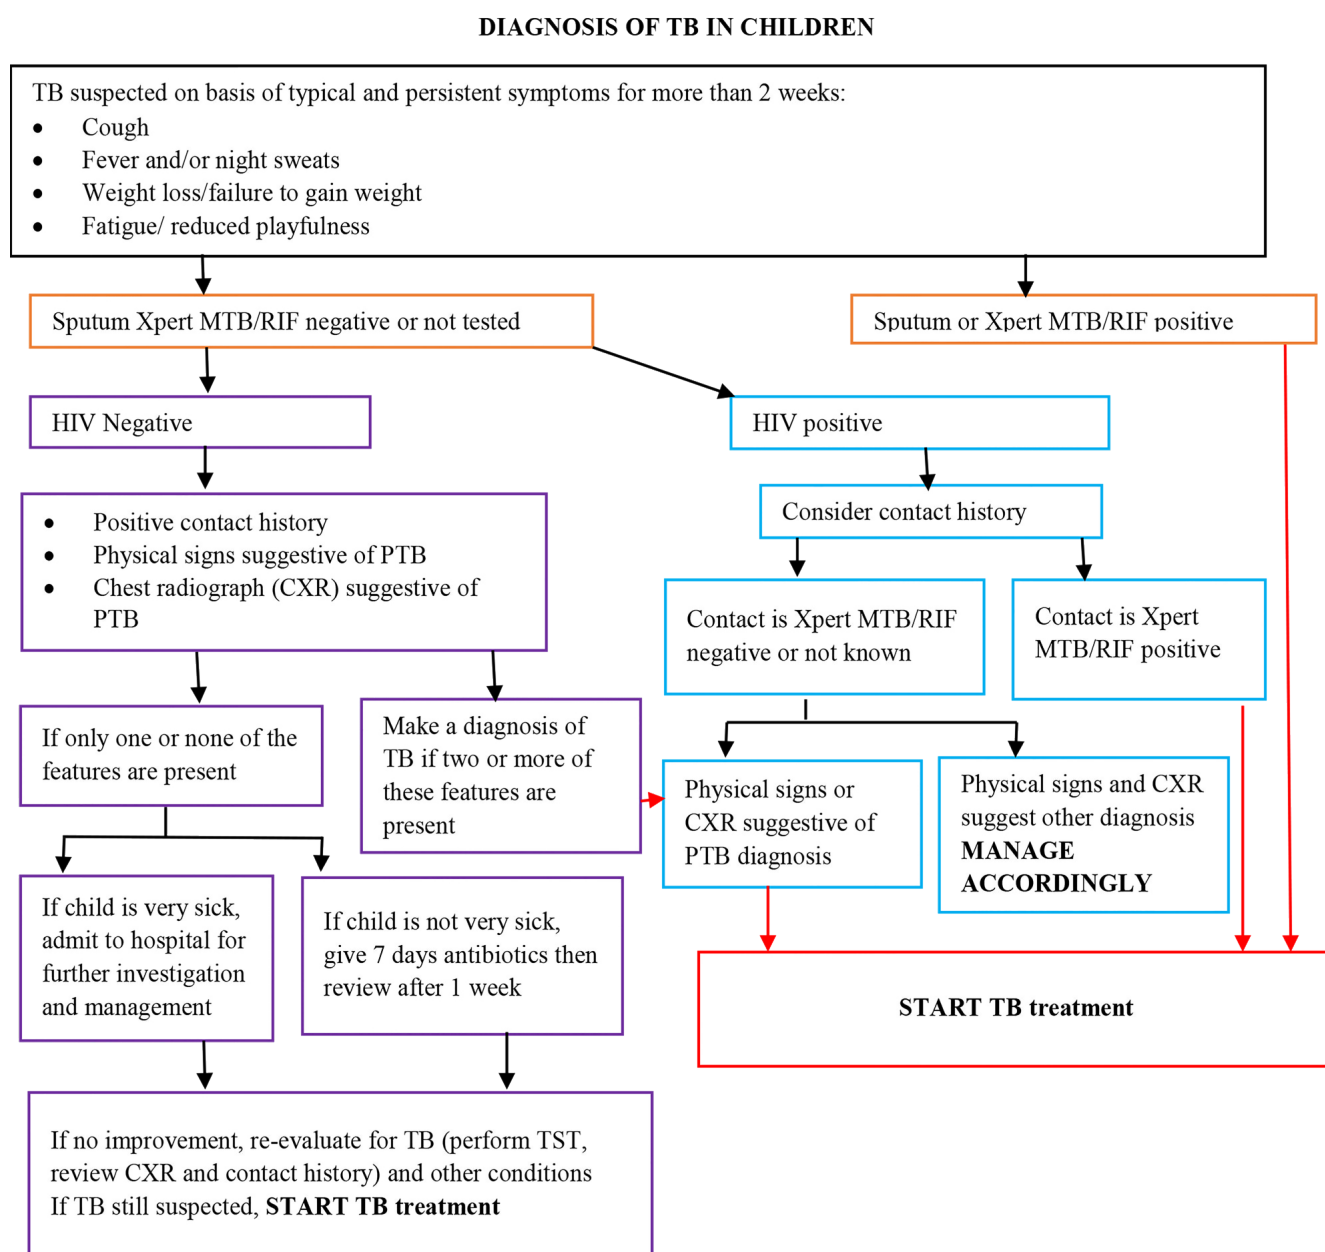 DIAGNOSIS OF TB IN CHILDREN
TB suspected on basis of typical and persistent symptoms for more than 2 weeks:
• Cough
• Fever and/or night sweats
• Weight loss/failure to gain weight
• Fatigue/ reduced playfulness
Sputum Xpert MTB/RIF negative or not tested
Sputum or Xpert MTB/RIF positive
HIV Negative
HIV positive
• Positive contact history
• Physical signs suggestive of PTB
• Chest radiograph (CXR) suggestive of
PTB
Consider contact history
Contact is Xpert MTB/RIF
negative or not known
Contact is Xpert
MTB/RIF positive
If only one or none of the
features are present
Make a diagnosis of
TB if two or more of
these features are
present
Physical signs or
CXR suggestive of
PTB diagnosis
Physical signs and CXR
suggest other diagnosis
MANAGE
ACCORDINGLY
If child is very sick,
admit to hospital for
further investigation
and management
If child is not very sick,
give 7 days antibiotics then
review after 1 week
START TB treatment
If no improvement, re-evaluate for TB (perform TST,
review CXR and contact history) and other conditions
If TB still suspected, START TB treatment